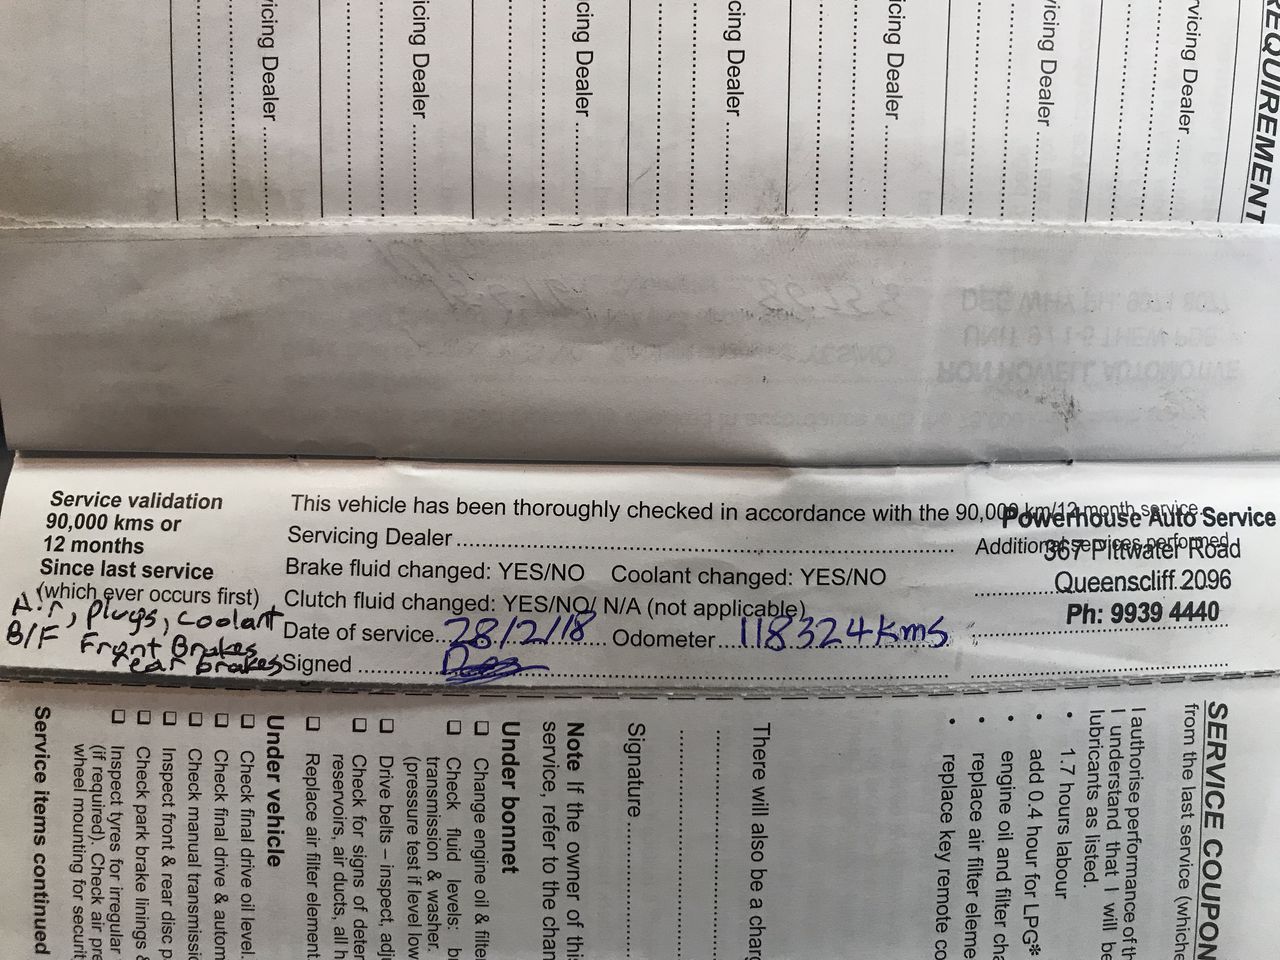 REQUIREMENT
vicing Dealer
vicing Dealer
icing Dealer
cing Dealer
icing Dealer
cing Dealer
icing Dealer
Service validation
90,000 kms or
12 months
Since last service
(which ever occurs first)
Air, plugs, coolant
B/F Front Brakes
rear brakes
This vehicle has been thoroughly checked in accordance with the 90,000 km/12 month service.
Servicing Dealer
Additional services performed
Brake fluid changed: YES/NO Coolant changed: YES/NO
Clutch fluid changed: YES/NO/ N/A (not applicable)
Date of service 28/2/18 Odometer 118324kms
Signed
Powerhouse Auto Service
367 Pittwater Road
Queenscliff 2096
Ph: 9939 4440
SERVICE COUPON
from the last service (whiche
I authorise performance of th
I understand that I will be
lubricants as listed.
• 1.7 hours labour
• add 0.4 hour for LPG*
• engine oil and filter cha
• replace air filter eleme
• replace key remote co
There will also be a charg
Signature
Note If the owner of this
service, refer to the chan
Under bonnet
Change engine oil & filte
Check fluid levels: b
transmission & washer.
(pressure test if level low
Drive belts – inspect, adj
Check for signs of deter
reservoirs, air ducts, all h
Replace air filter element
Under vehicle
Check final drive oil level.
Check final drive & autom
Check manual transmissi
Inspect front & rear disc p
Check park brake linings &
Inspect tyres for irregular
(if required). Check air pre
wheel mounting for securit
Service items continued